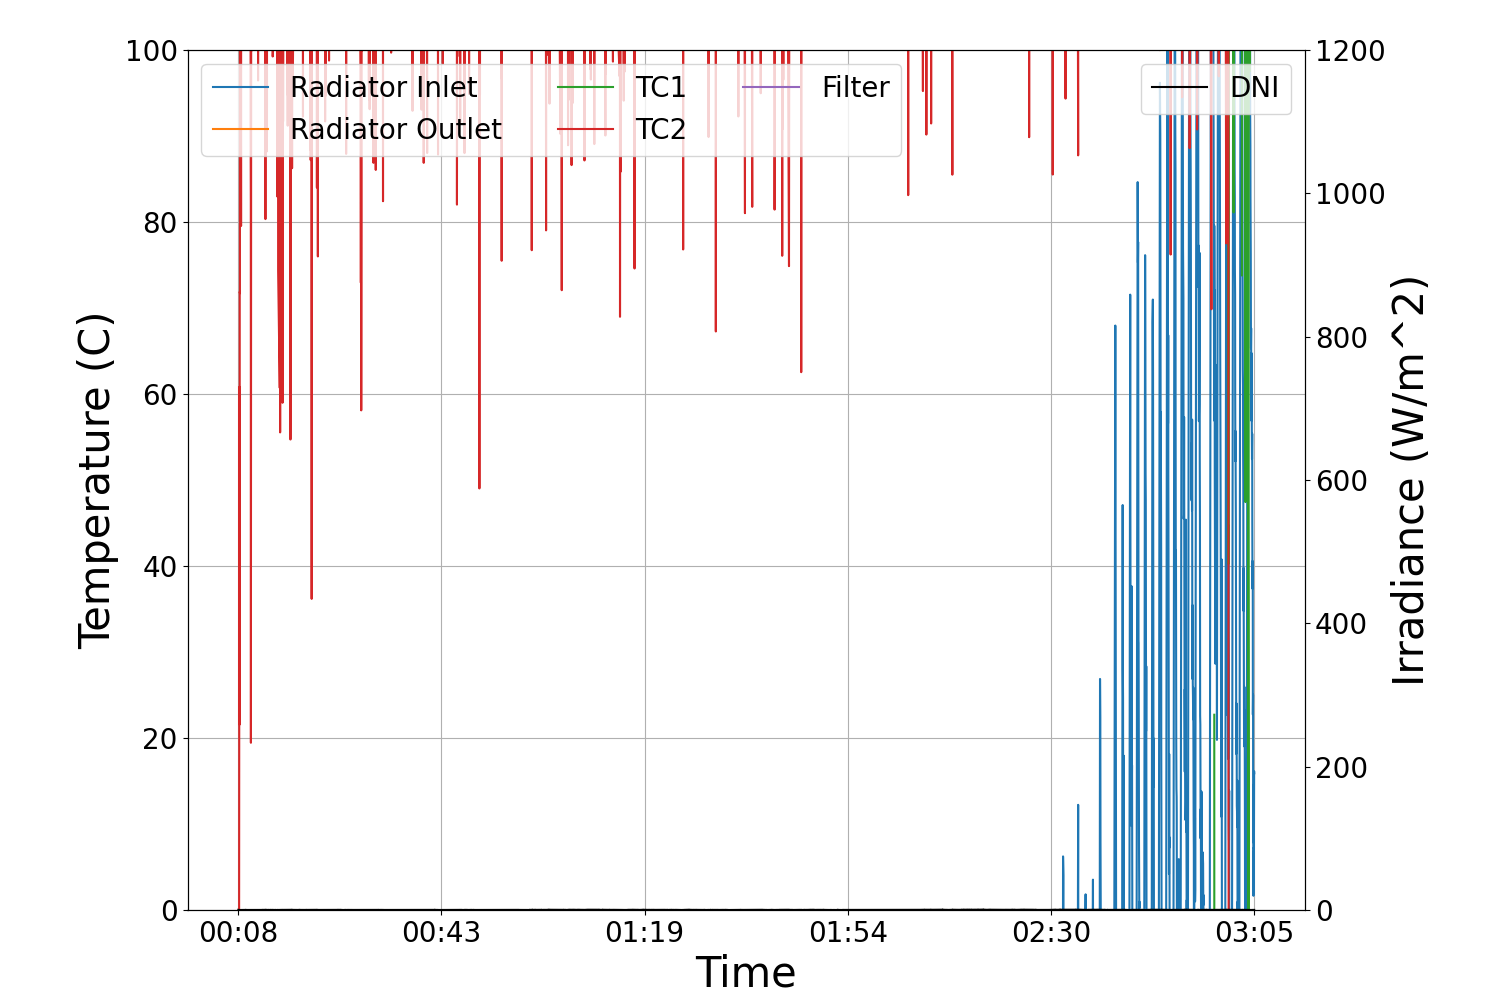 100
80
60
40
20
0
Temperature (C)
Radiator Inlet
Radiator Outlet
TC1
TC2
Filter
DNI
1200
1000
800
600
400
200
0
Irradiance (W/m^2)
00:08 00:43 01:19 01:54 02:30 03:05
Time